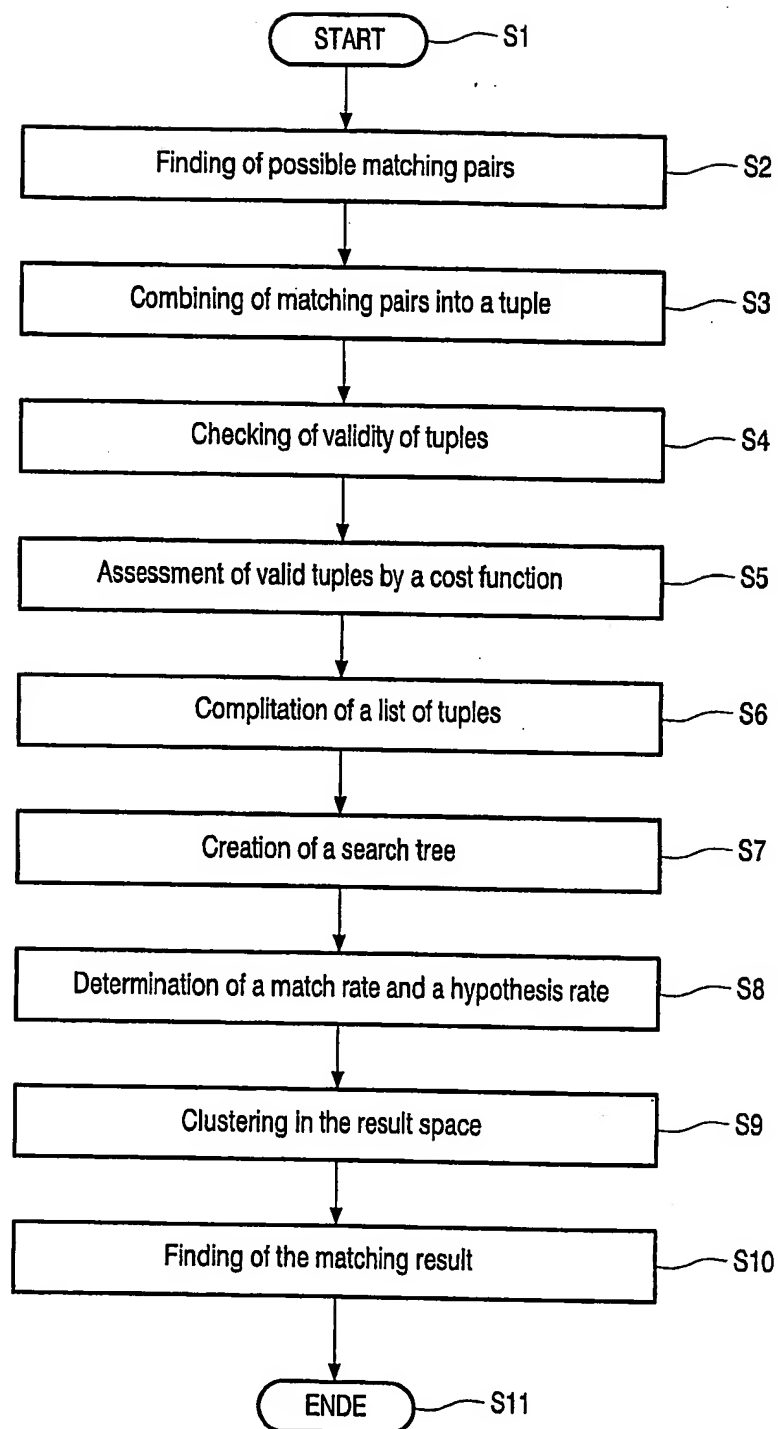 START
S1
Finding of possible matching pairs
S2
Combining of matching pairs into a tuple
S3
Checking of validity of tuples
S4
Assessment of valid tuples by a cost function
S5
Complitation of a list of tuples
S6
Creation of a search tree
S7
Determination of a match rate and a hypothesis rate
S8
Clustering in the result space
S9
Finding of the matching result
S10
ENDE
S11